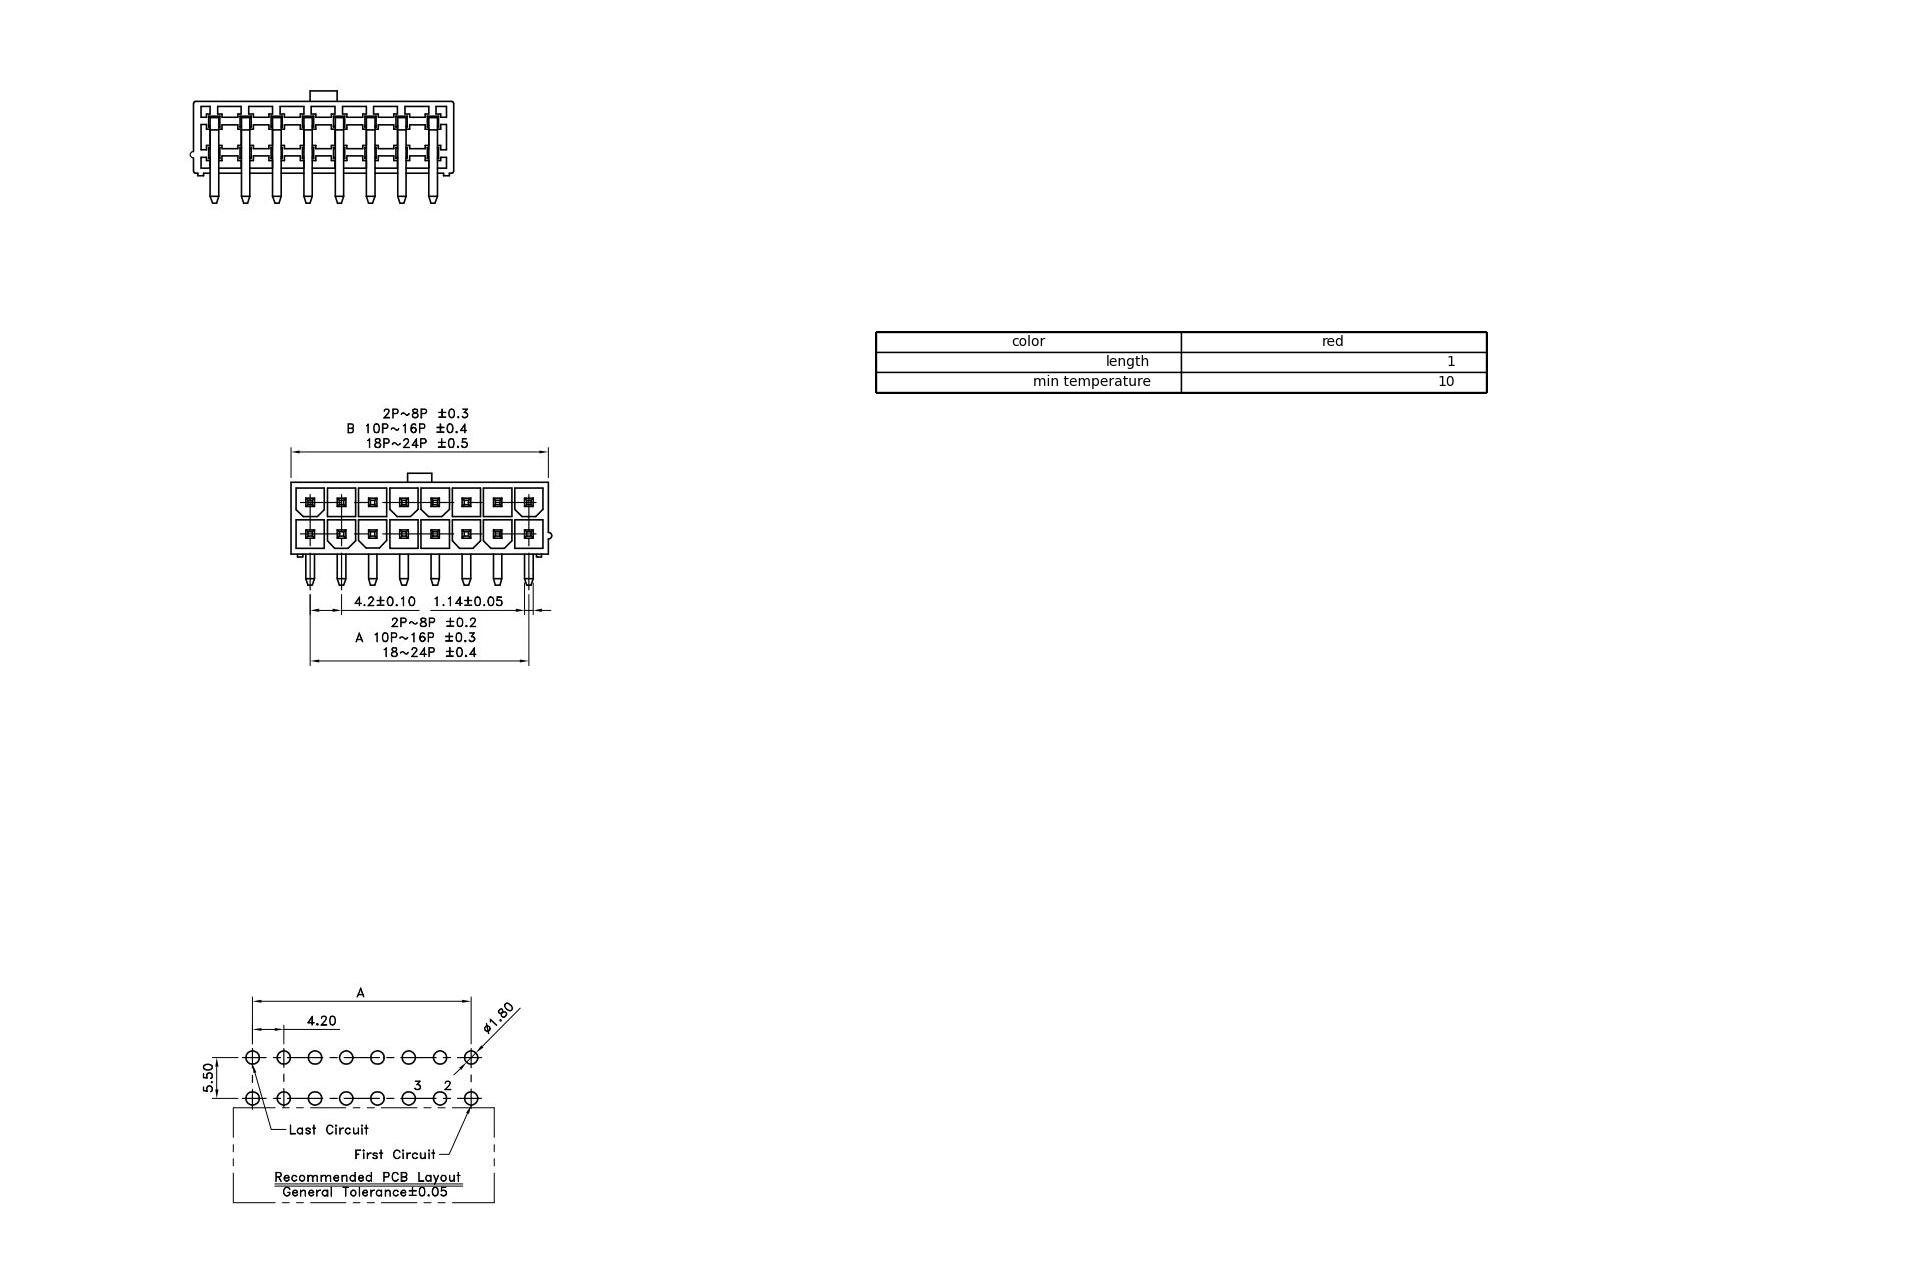 color red
length 1
min temperature 10
2P~8P ±0.3
B 10P~16P ±0.4
18P~24P ±0.5
4.2±0.10 1.14±0.05
2P~8P ±0.2
A 10P~16P ±0.3
18~24P ±0.4
A
ø1.80
4.20
5.50
3 2
Last Circuit
First Circuit
Recommended PCB Layout
General Tolerance±0.05